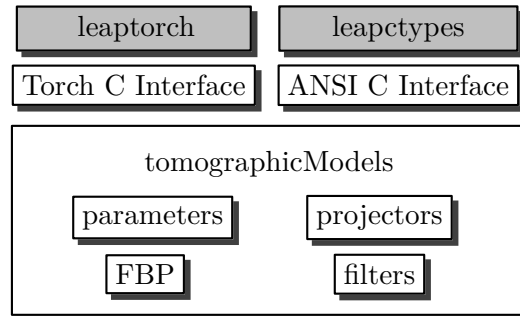 leaptorch leapctypes
Torch C Interface ANSI C Interface
tomographicModels
parameters projectors
FBP filters